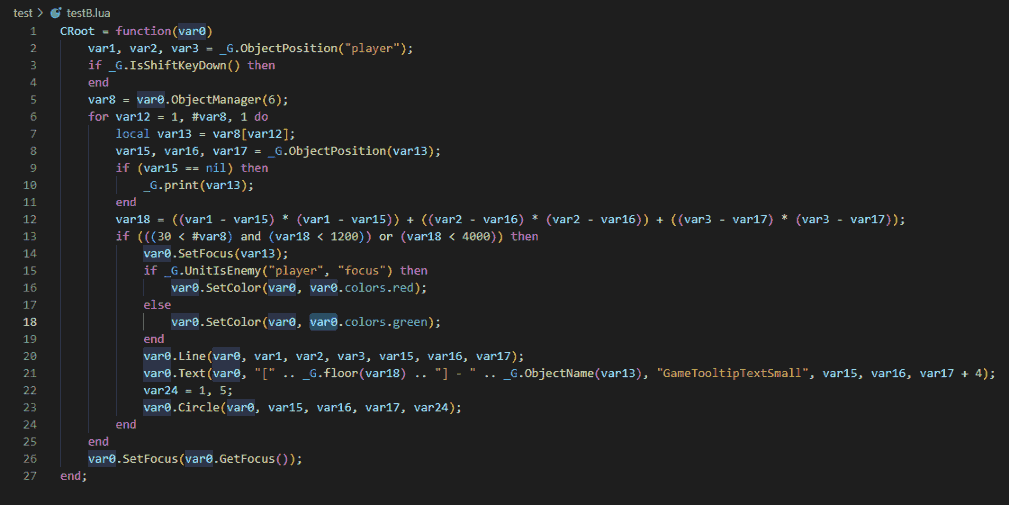 test > testB.lua
1 CRoot = function(var0)
2     var1, var2, var3 = _G.ObjectPosition("player");
3     if _G.IsShiftKeyDown() then
4     end
5     var8 = var0.ObjectManager(6);
6     for var12 = 1, #var8, 1 do
7         local var13 = var8[var12];
8         var15, var16, var17 = _G.ObjectPosition(var13);
9         if (var15 == nil) then
10             _G.print(var13);
11         end
12         var18 = ((var1 - var15) * (var1 - var15)) + ((var2 - var16) * (var2 - var16)) + ((var3 - var17) * (var3 - var17));
13         if (((30 < #var8) and (var18 < 1200)) or (var18 < 4000)) then
14             var0.SetFocus(var13);
15             if _G.UnitIsEnemy("player", "focus") then
16                 var0.SetColor(var0, var0.colors.red);
17             else
18                 var0.SetColor(var0, var0.colors.green);
19             end
20             var0.Line(var0, var1, var2, var3, var15, var16, var17);
21             var0.Text(var0, "[" .. _G.floor(var18) .. "] - " .. _G.ObjectName(var13), "GameTooltipTextSmall", var15, var16, var17 + 4);
22             var24 = 1, 5;
23             var0.Circle(var0, var15, var16, var17, var24);
24         end
25     end
26     var0.SetFocus(var0.GetFocus());
27 end;